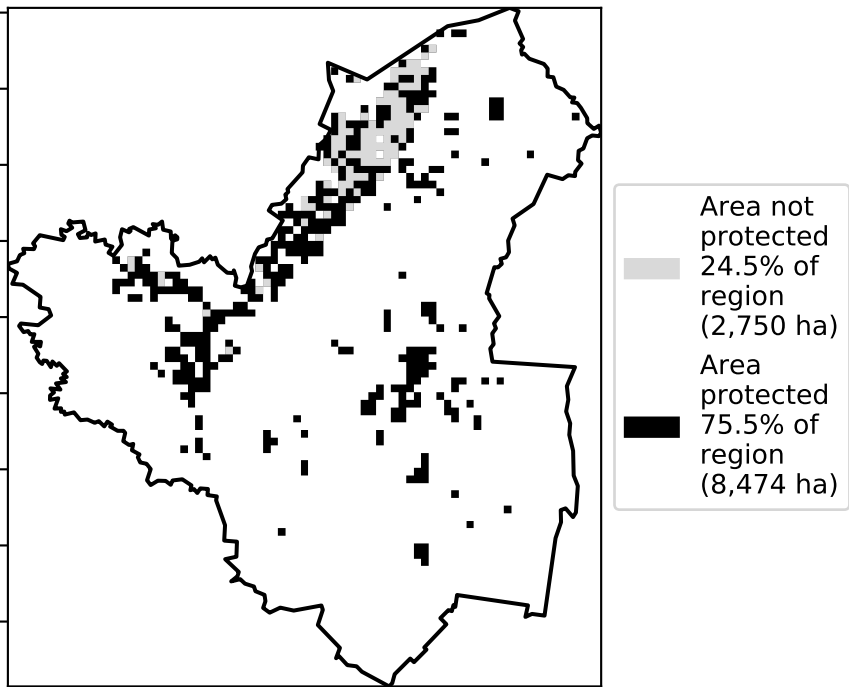 Area not
protected
24.5% of
region
(2,750 ha)
Area
protected
75.5% of
region
(8,474 ha)